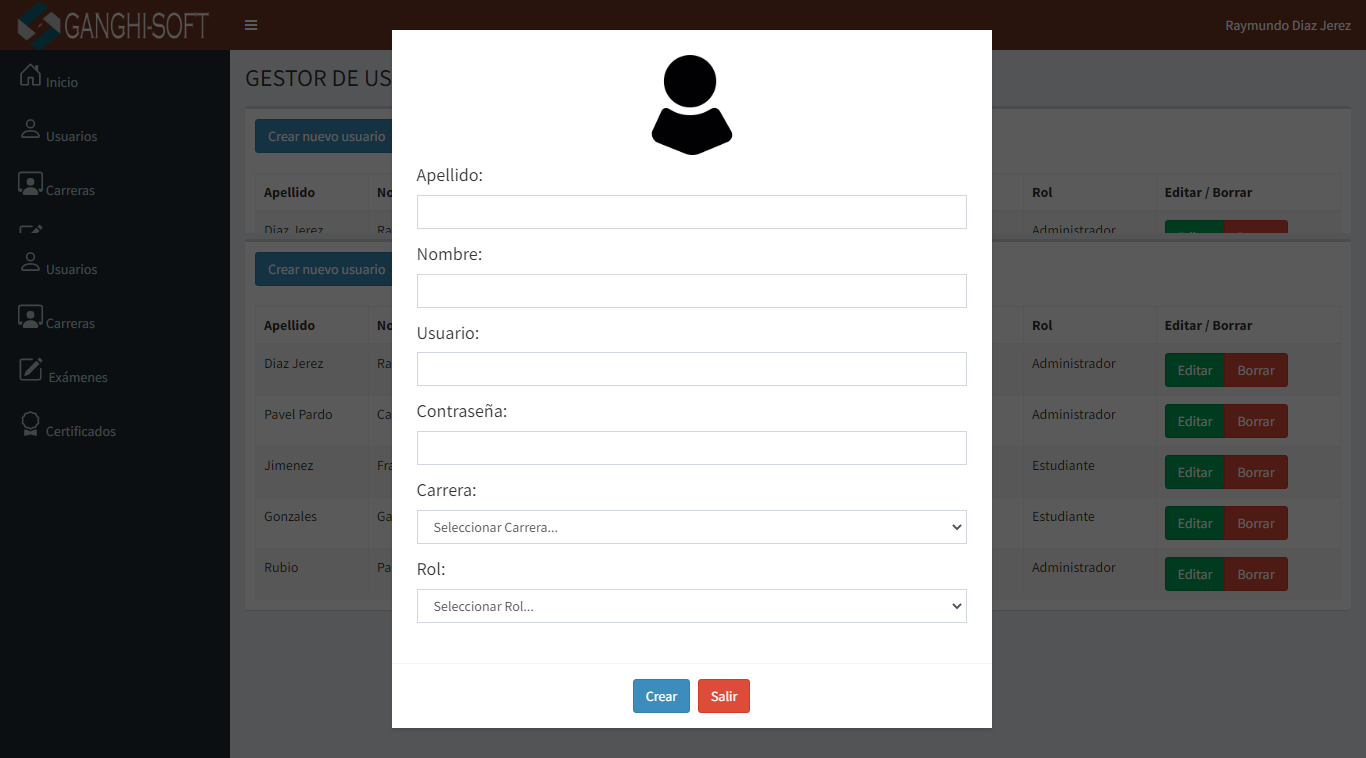 GANGHI-SOFT
Raymundo Diaz Jerez
Inicio
Usuarios
Carreras
Usuarios
Carreras
Exámenes
Certificados
GESTOR DE US
Crear nuevo usuario
Apellido No Rol Editar / Borrar
Diaz Jerez Ra Administrador
Crear nuevo usuario
Apellido No Rol Editar / Borrar
Diaz Jerez Ra Administrador Editar Borrar
Pavel Pardo Ca Administrador Editar Borrar
Jimenez Fra Estudiante Editar Borrar
Gonzales Ga Estudiante Editar Borrar
Rubio Pa Administrador Editar Borrar
Apellido:
Nombre:
Usuario:
Contraseña:
Carrera:
Seleccionar Carrera...
Rol:
Seleccionar Rol...
Crear Salir